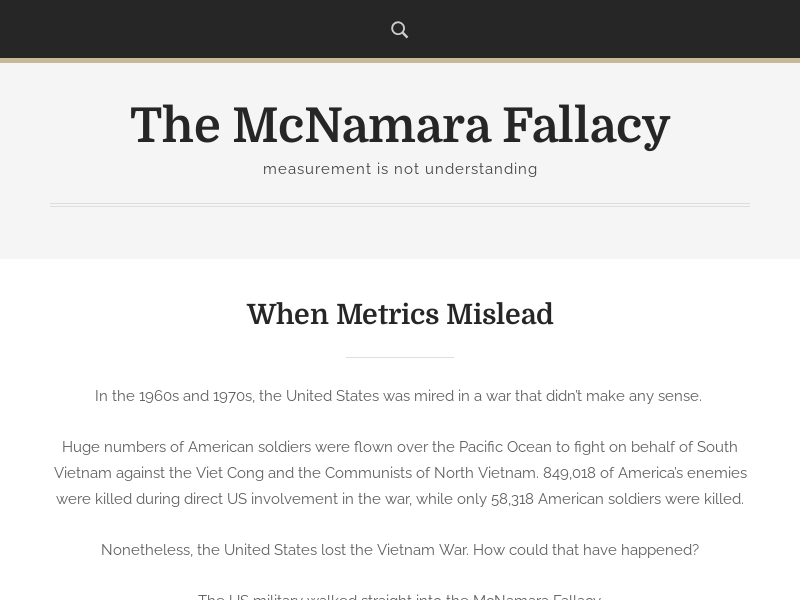 The McNamara Fallacy
measurement is not understanding
When Metrics Mislead
In the 1960s and 1970s, the United States was mired in a war that didn’t make any sense.
Huge numbers of American soldiers were flown over the Pacific Ocean to fight on behalf of South
Vietnam against the Viet Cong and the Communists of North Vietnam. 849,018 of America’s enemies
were killed during direct US involvement in the war, while only 58,318 American soldiers were killed.
Nonetheless, the United States lost the Vietnam War. How could that have happened?
The US military walked straight into the McNamara Fallacy.